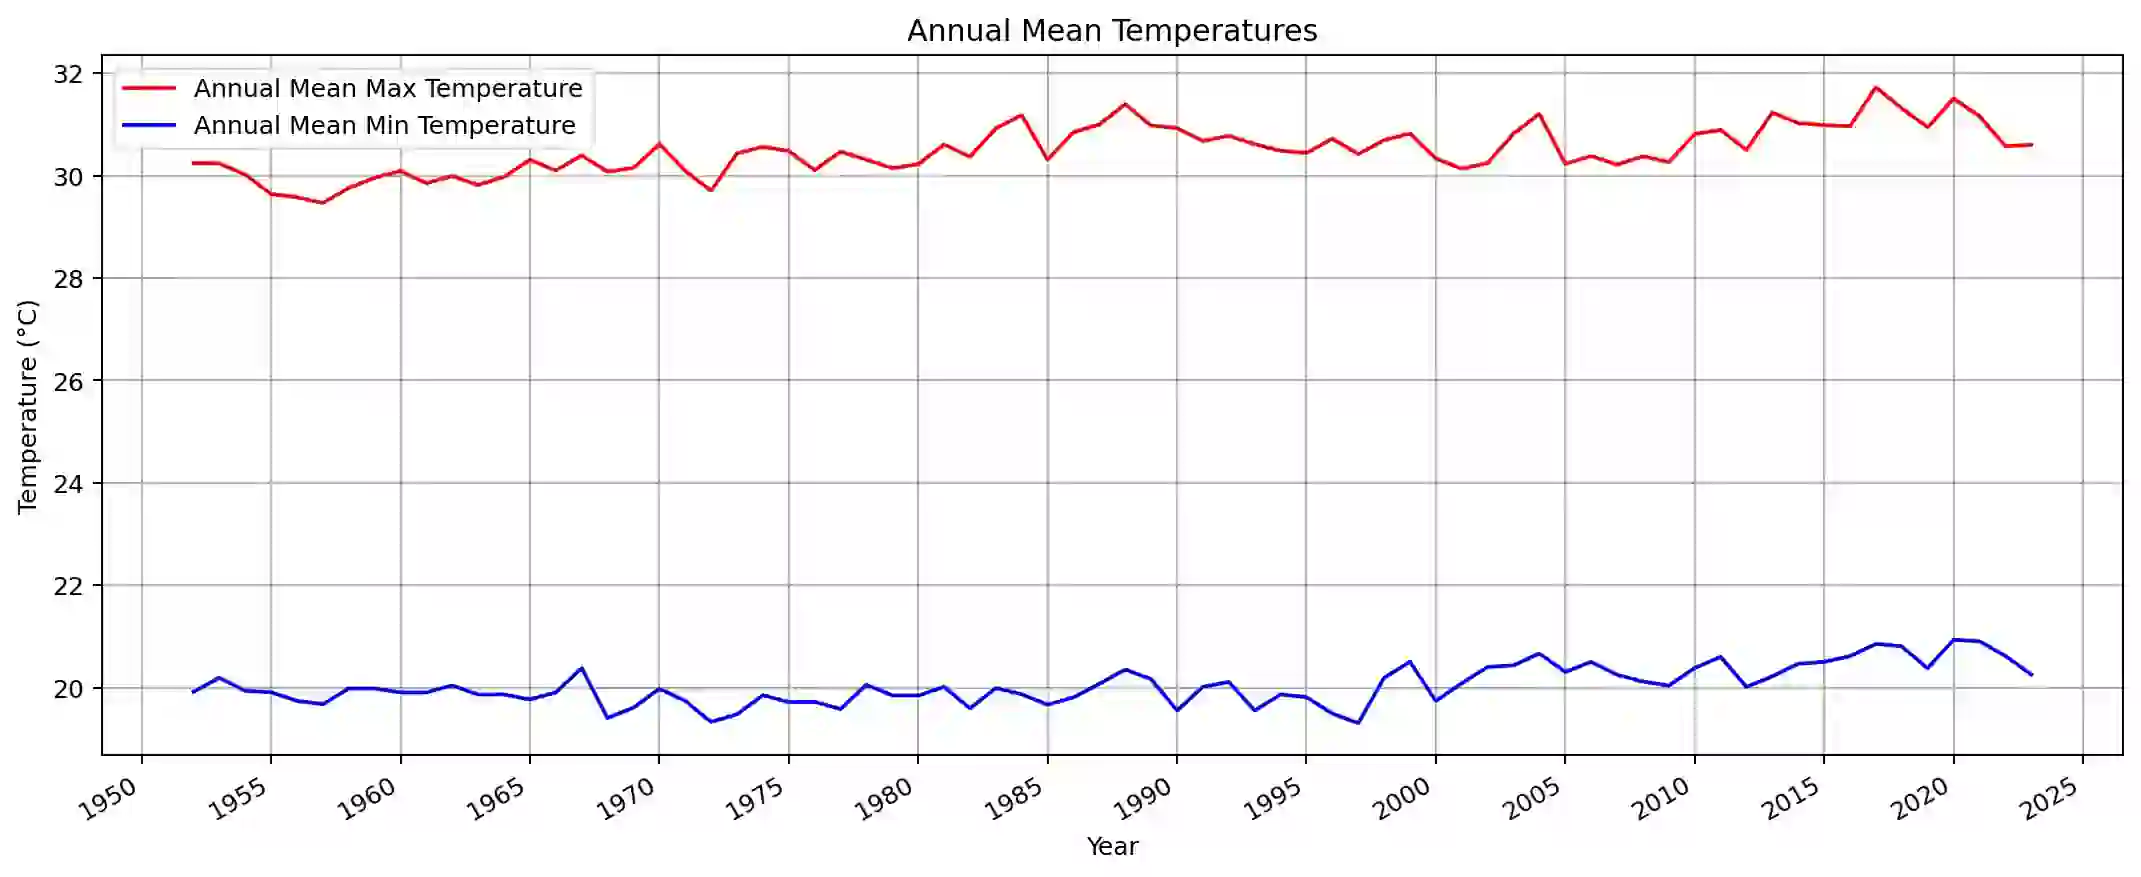 Annual Mean Temperatures
Annual Mean Max Temperature
Annual Mean Min Temperature
Temperature (°C)
32
30
28
26
24
22
20
1950 1955 1960 1965 1970 1975 1980 1985 1990 1995 2000 2005 2010 2015 2020 2025
Year